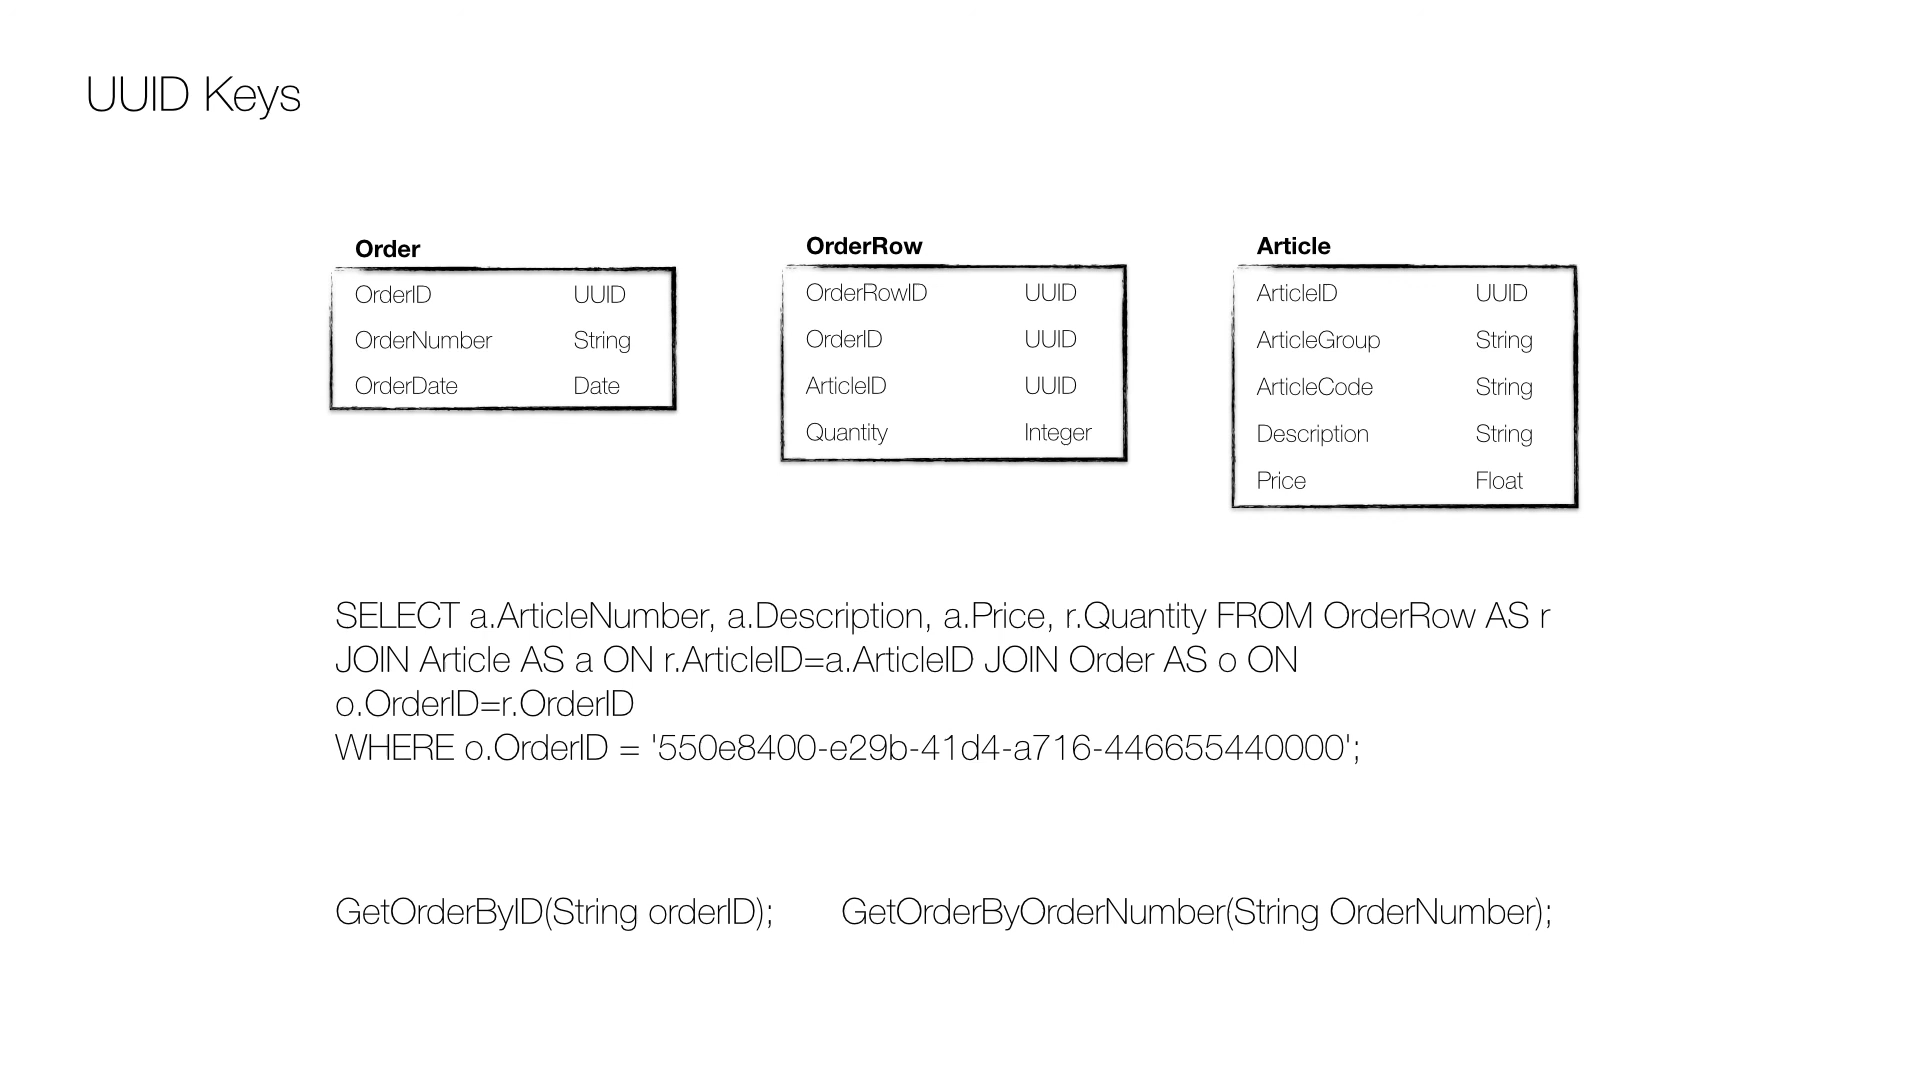 UUID Keys
Order
OrderID UUID
OrderNumber String
OrderDate Date
OrderRow
OrderRowID UUID
OrderID UUID
ArticleID UUID
Quantity Integer
Article
ArticleID UUID
ArticleGroup String
ArticleCode String
Description String
Price Float
SELECT a.ArticleNumber, a.Description, a.Price, r.Quantity FROM OrderRow AS r
JOIN Article AS a ON r.ArticleID=a.ArticleID JOIN Order AS o ON
o.OrderID=r.OrderID
WHERE o.OrderID = '550e8400-e29b-41d4-a716-446655440000';
GetOrderByID(String orderID); GetOrderByOrderNumber(String OrderNumber);